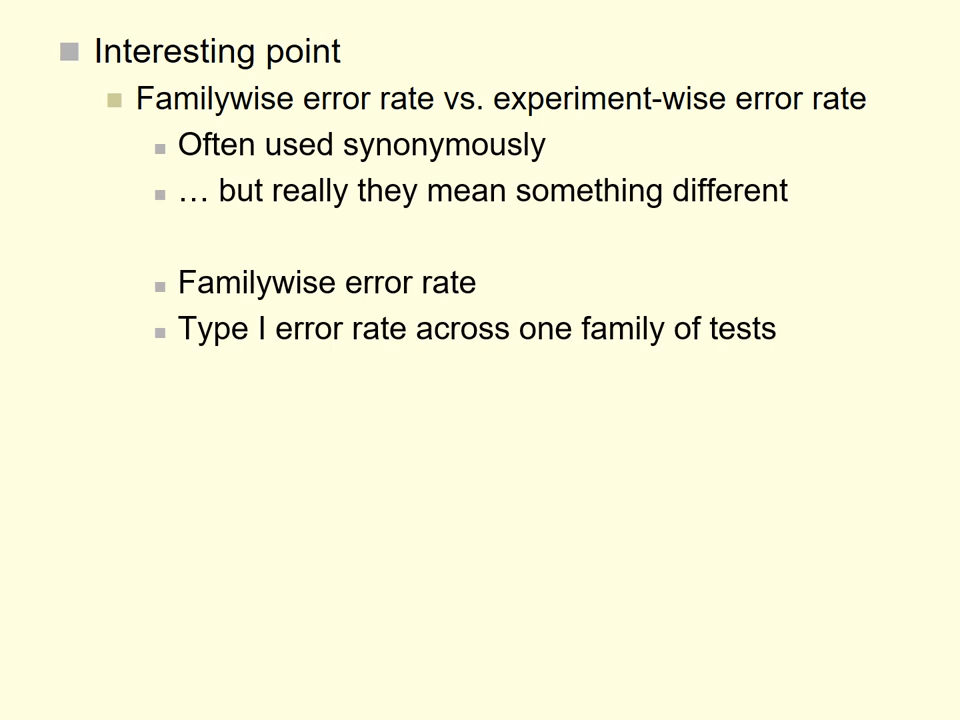 Interesting point
Familywise error rate vs. experiment-wise error rate
Often used synonymously
… but really they mean something different
Familywise error rate
Type I error rate across one family of tests